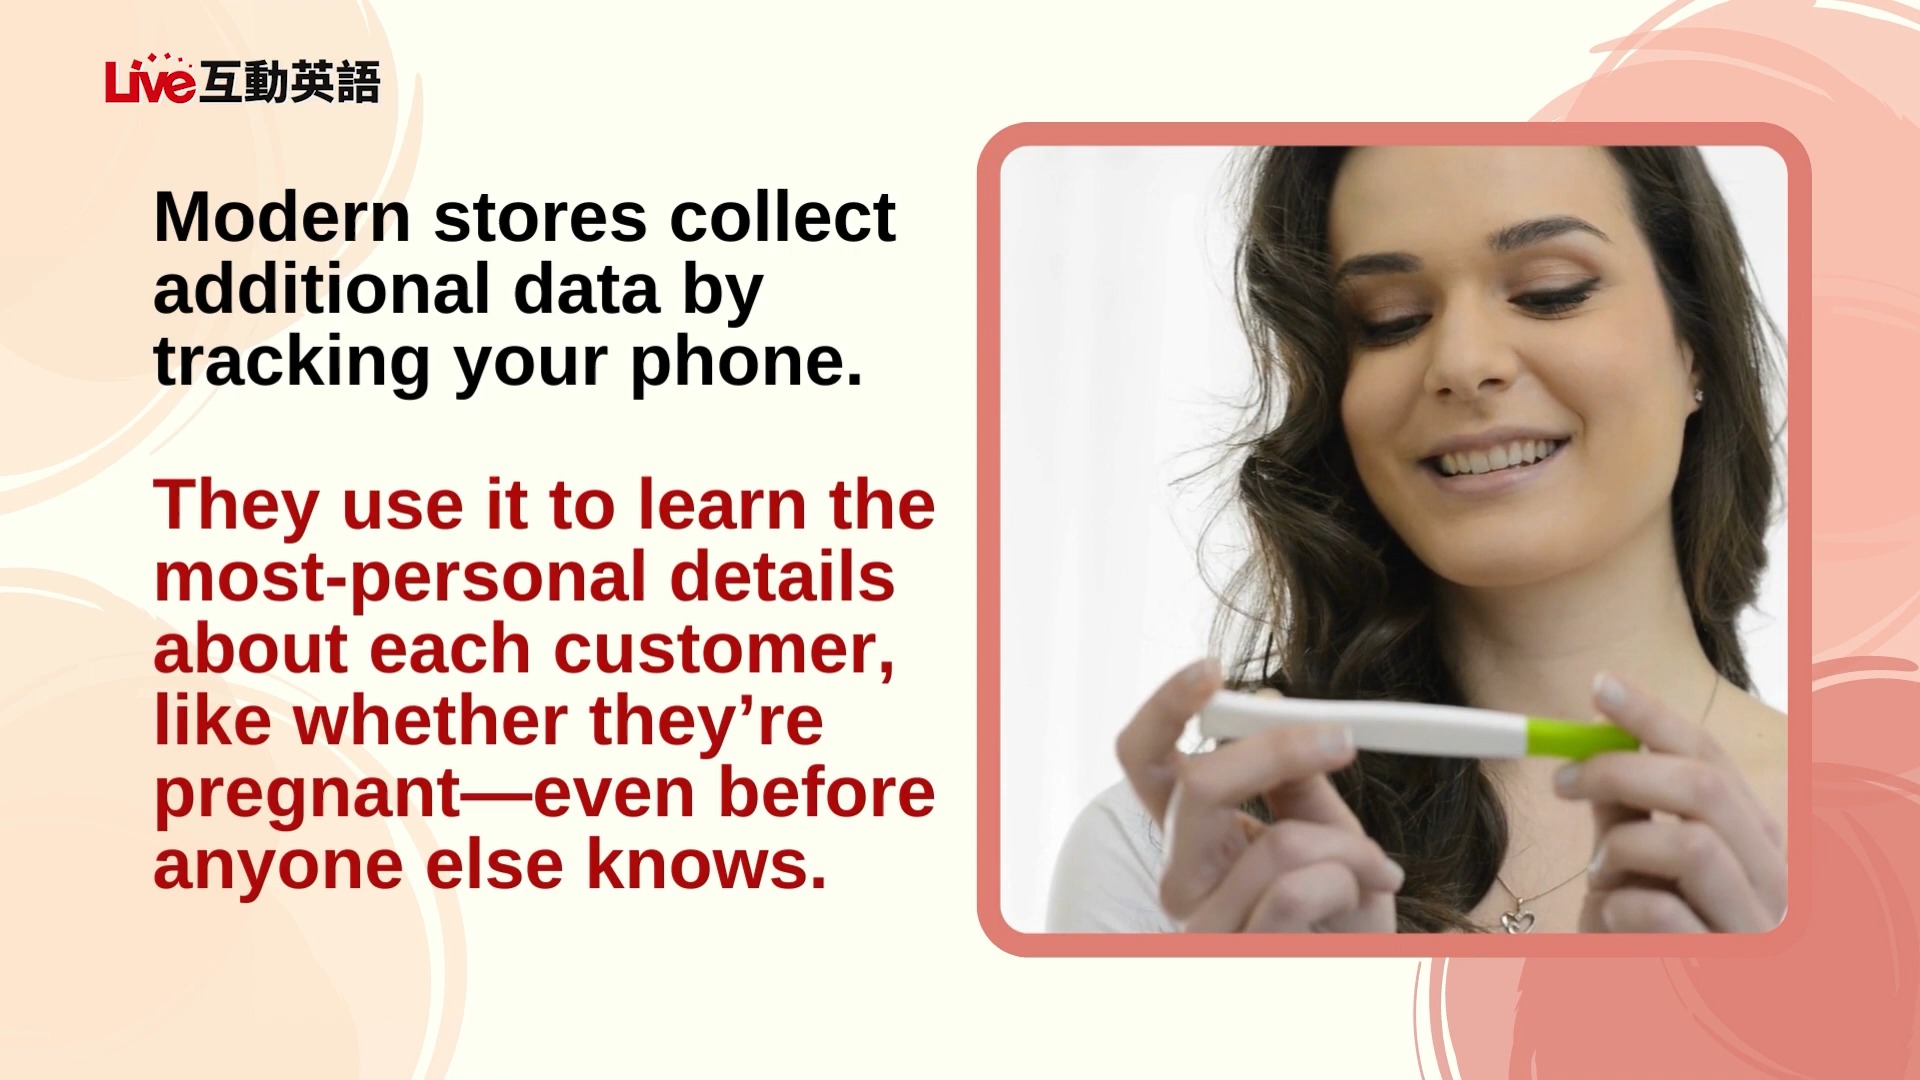 Live互動英語
Modern stores collect
additional data by
tracking your phone.
They use it to learn the
most-personal details
about each customer,
like whether they’re
pregnant—even before
anyone else knows.